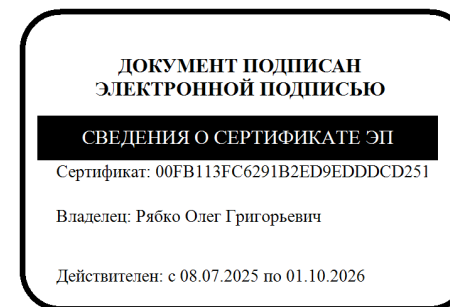 ДОКУМЕНТ ПОДПИСАН
ЭЛЕКТРОННОЙ ПОДПИСЬЮ
СВЕДЕНИЯ О СЕРТИФИКАТЕ ЭП
Сертификат: 00FB113FC6291B2ED9EDDDCD251
Владелец: Рябко Олег Григорьевич
Действителен: с 08.07.2025 по 01.10.2026